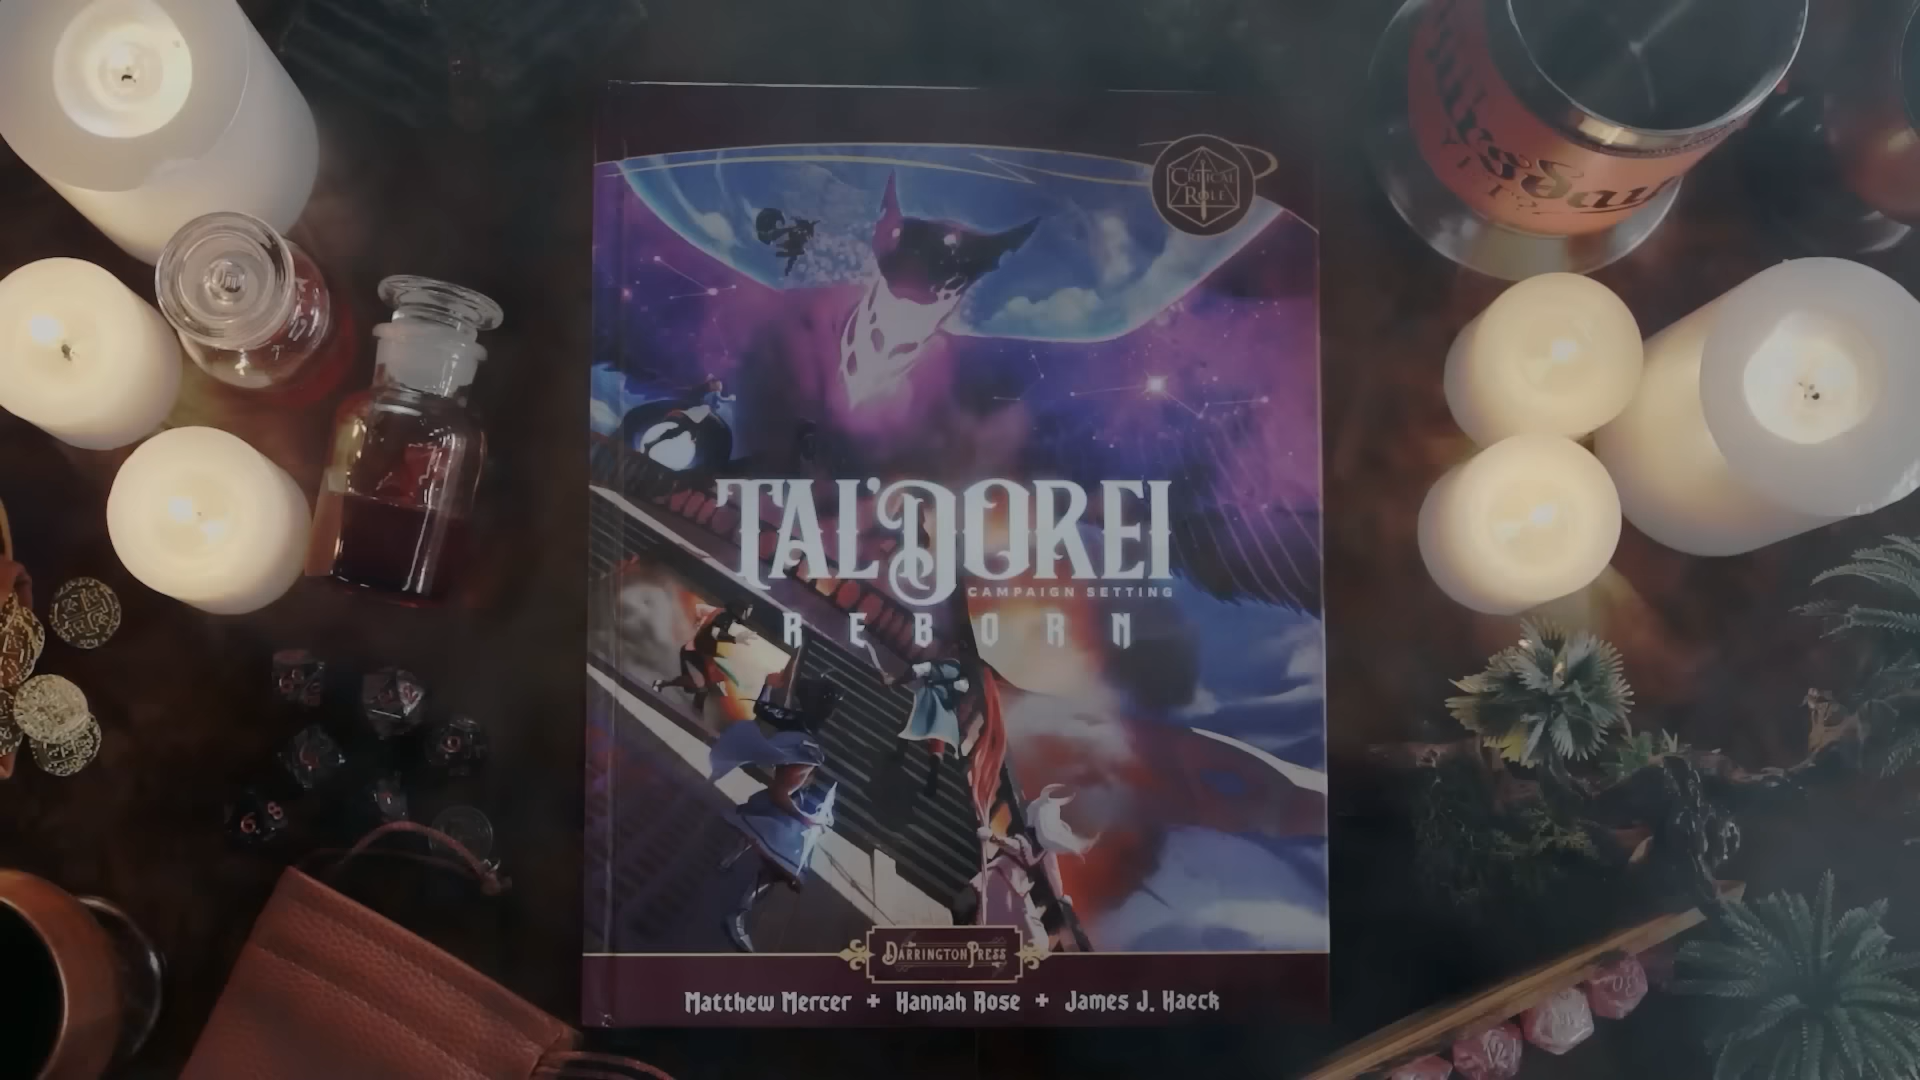 CRITICAL
ROLE
TAL'DOREI
CAMPAIGN SETTING
REBORN
DARRINGTON PRESS
Matthew Mercer + Hannah Rose + James J. Haeck